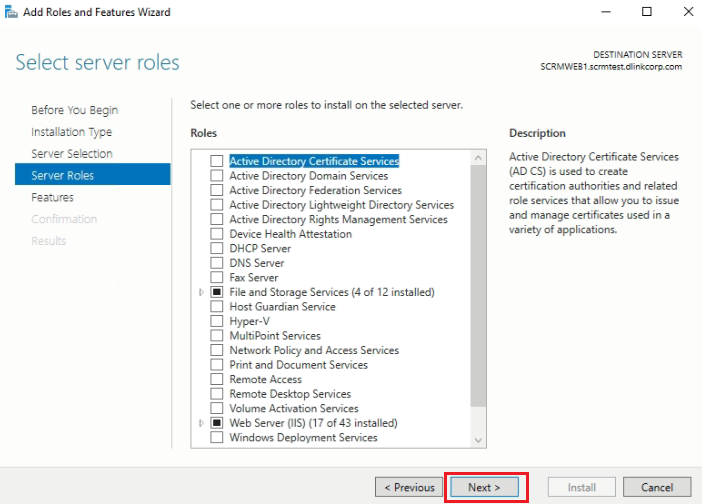 Add Roles and Features Wizard
Select server roles
DESTINATION SERVER
SCRMWEB1.scrmtest.dlinkcorp.com
Before You Begin
Installation Type
Server Selection
Server Roles
Features
Confirmation
Results
Select one or more roles to install on the selected server.
Roles
Active Directory Certificate Services
Active Directory Domain Services
Active Directory Federation Services
Active Directory Lightweight Directory Services
Active Directory Rights Management Services
Device Health Attestation
DHCP Server
DNS Server
Fax Server
File and Storage Services (4 of 12 installed)
Host Guardian Service
Hyper-V
MultiPoint Services
Network Policy and Access Services
Print and Document Services
Remote Access
Remote Desktop Services
Volume Activation Services
Web Server (IIS) (17 of 43 installed)
Windows Deployment Services
Description
Active Directory Certificate Services
(AD CS) is used to create
certification authorities and related
role services that allow you to issue
and manage certificates used in a
variety of applications.
< Previous
Next >
Install
Cancel